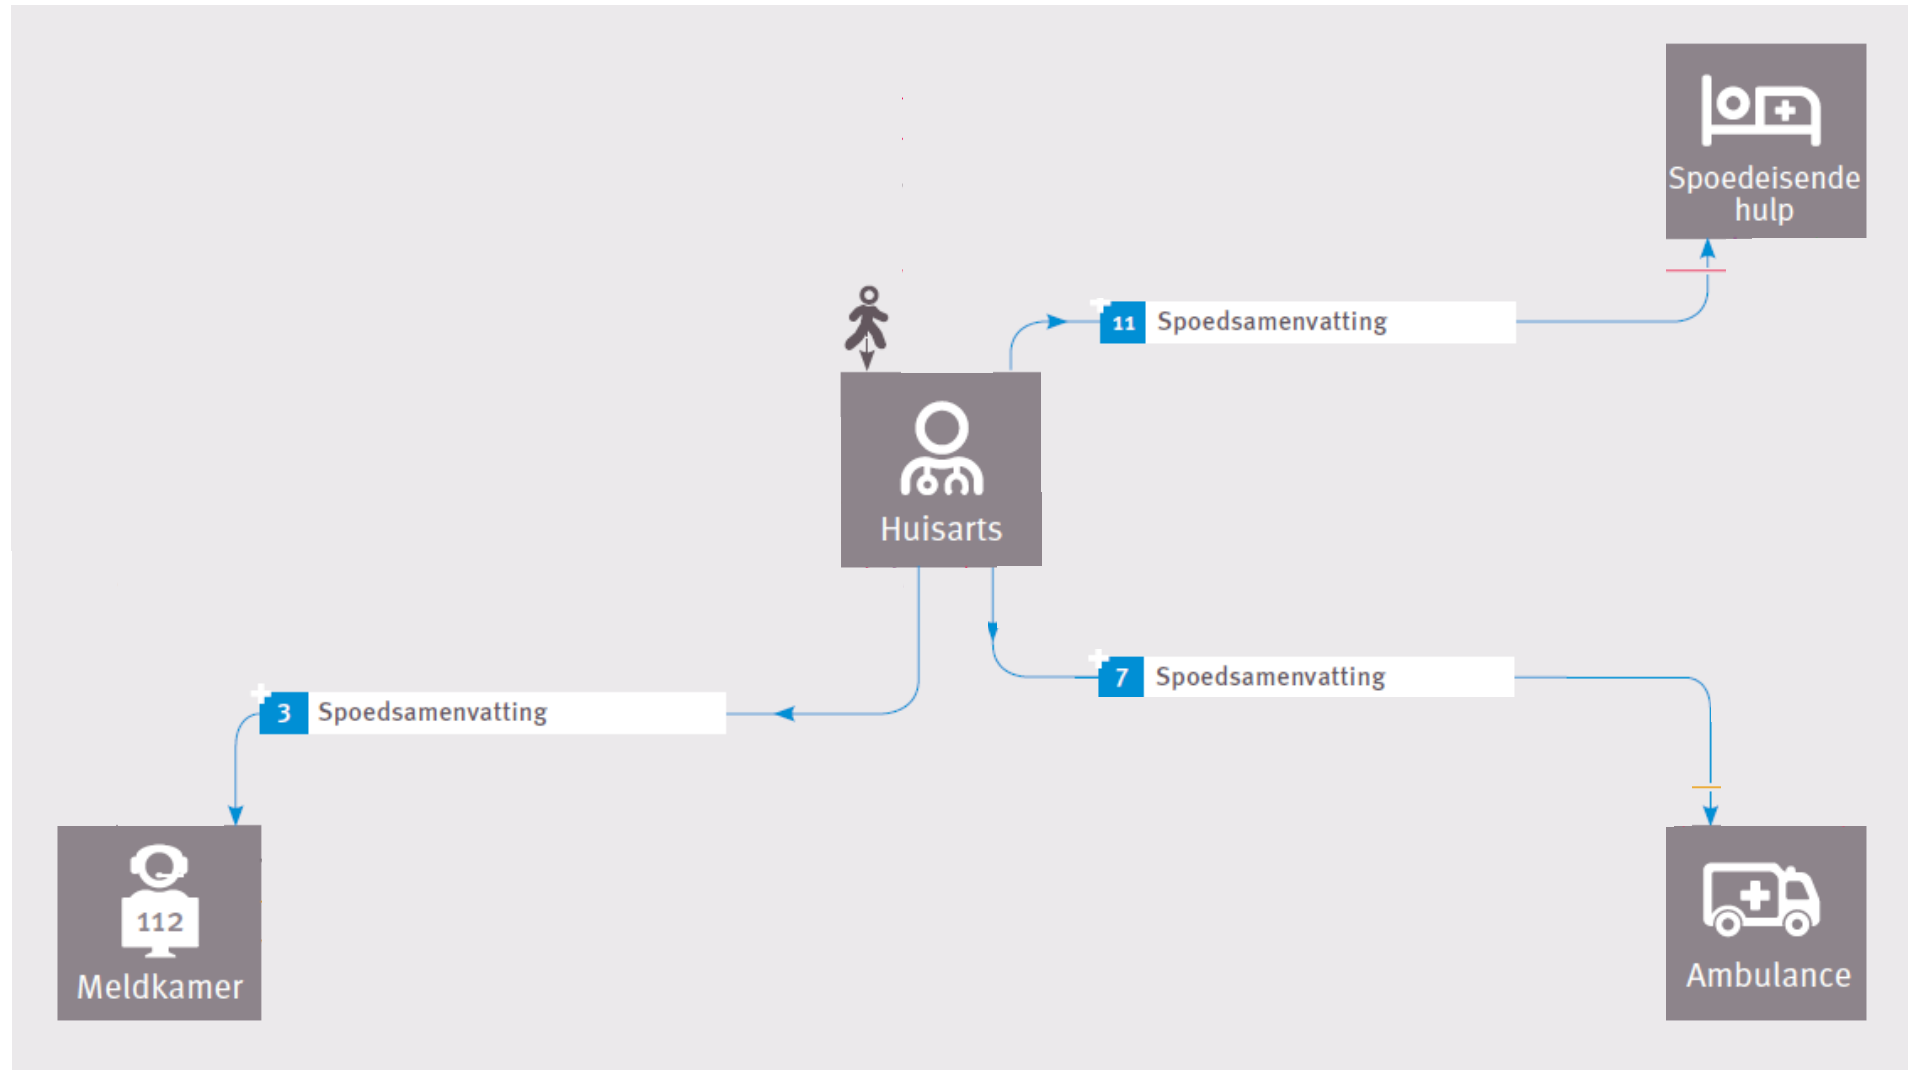 Spoedeisende
hulp
11 Spoedsamenvatting
Huisarts
7 Spoedsamenvatting
3 Spoedsamenvatting
112
Meldkamer
Ambulance